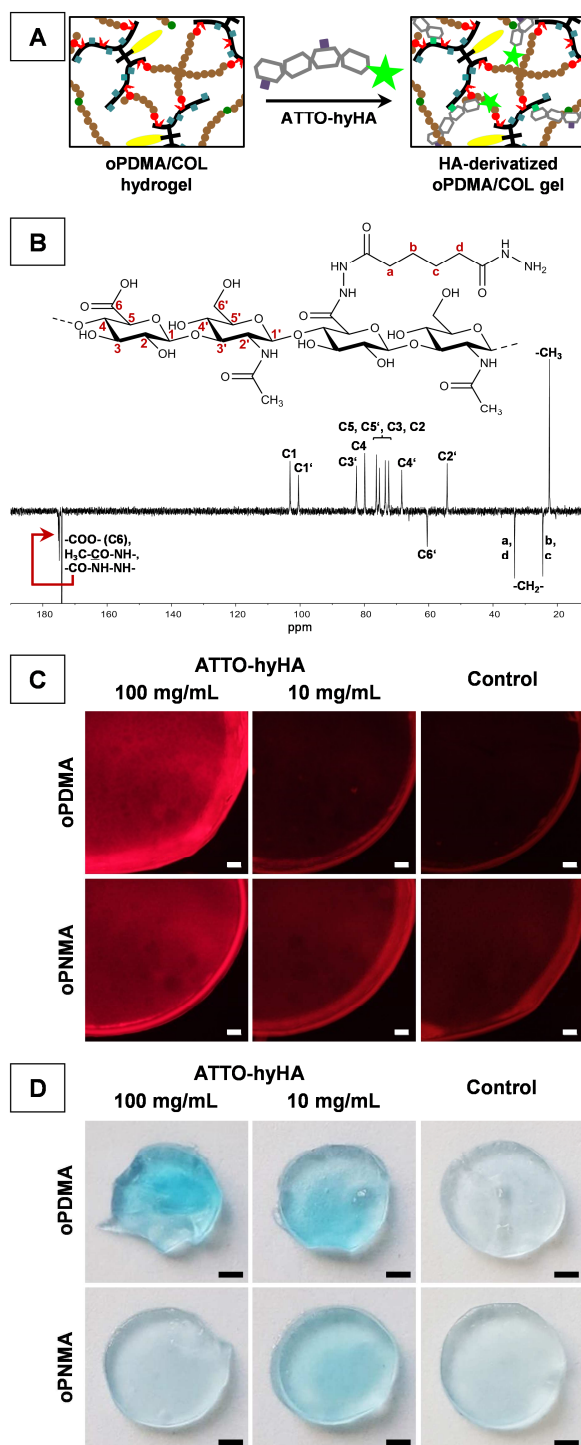 A
ATTO-hyHA
oPDMA/COL
hydrogel
HA-derivatized
oPDMA/COL gel
B
O
b
d
H
N
NH2
a
c
O
NH
OH
HO
NH
O
6
6'
O
OH
O
5
O
HO
5'
O
O
O
HO
O
4
O
1
4'
O
1'
O
O
HO
2
OH
3'
2'
NH
HO
OH
NH
3
O
O
CH3
CH3
-CH3
C5, C5‘, C3, C2
C1
C4
C1‘
C3‘
C4‘
C2‘
-COO- (C6),
H3C-CO-NH-,
-CO-NH-NH-
C6‘
a,
d
b,
c
-CH2-
180
160
140
120
100
80
60
40
20
ppm
C
ATTO-hyHA
100 mg/mL
10 mg/mL
Control
oPDMA
oPNMA
D
ATTO-hyHA
100 mg/mL
10 mg/mL
Control
oPDMA
oPNMA